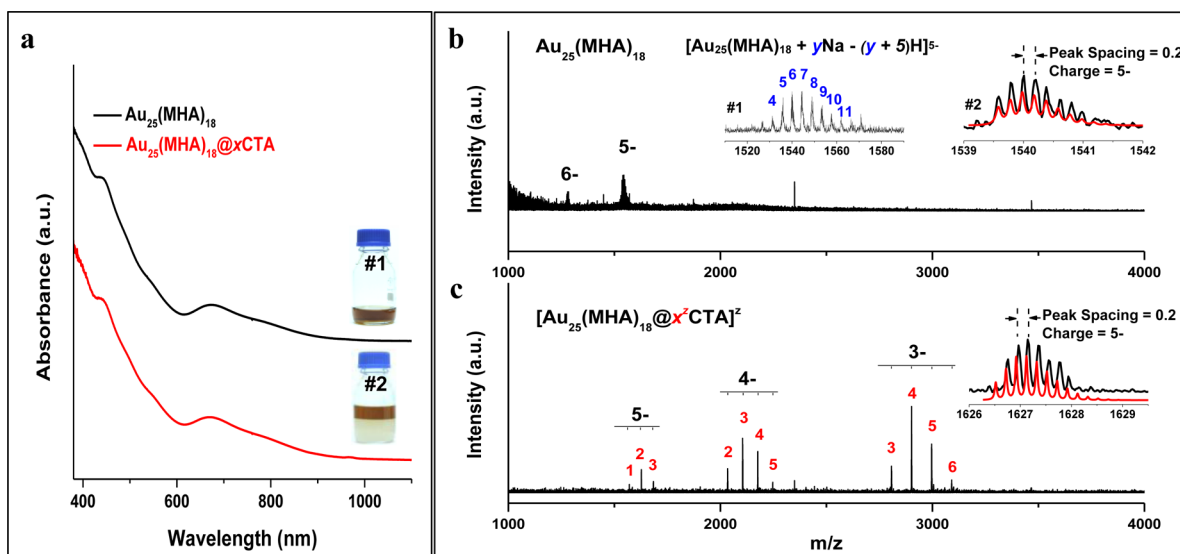 a
Absorbance (a.u.)
Au₂₅(MHA)₁₈
Au₂₅(MHA)₁₈@xCTA
#1
#2
400 600 800 1000
Wavelength (nm)
b
Intensity (a.u.)
Au₂₅(MHA)₁₈
[Au₂₅(MHA)₁₈ + yNa - (y + 5)H]⁵⁻
#1
4 5 6 7 8 9 10 11
1520 1540 1560 1580
Peak Spacing = 0.2
Charge = 5-
#2
1539 1540 1541 1542
6-
5-
1000 2000 3000 4000
c
Intensity (a.u.)
[Au₂₅(MHA)₁₈@xᶻCTA]ᶻ
Peak Spacing = 0.2
Charge = 5-
1626 1627 1628 1629
5-
1 2 3
4-
2 3 4 5
3-
3 4 5 6
1000 2000 3000 4000
m/z